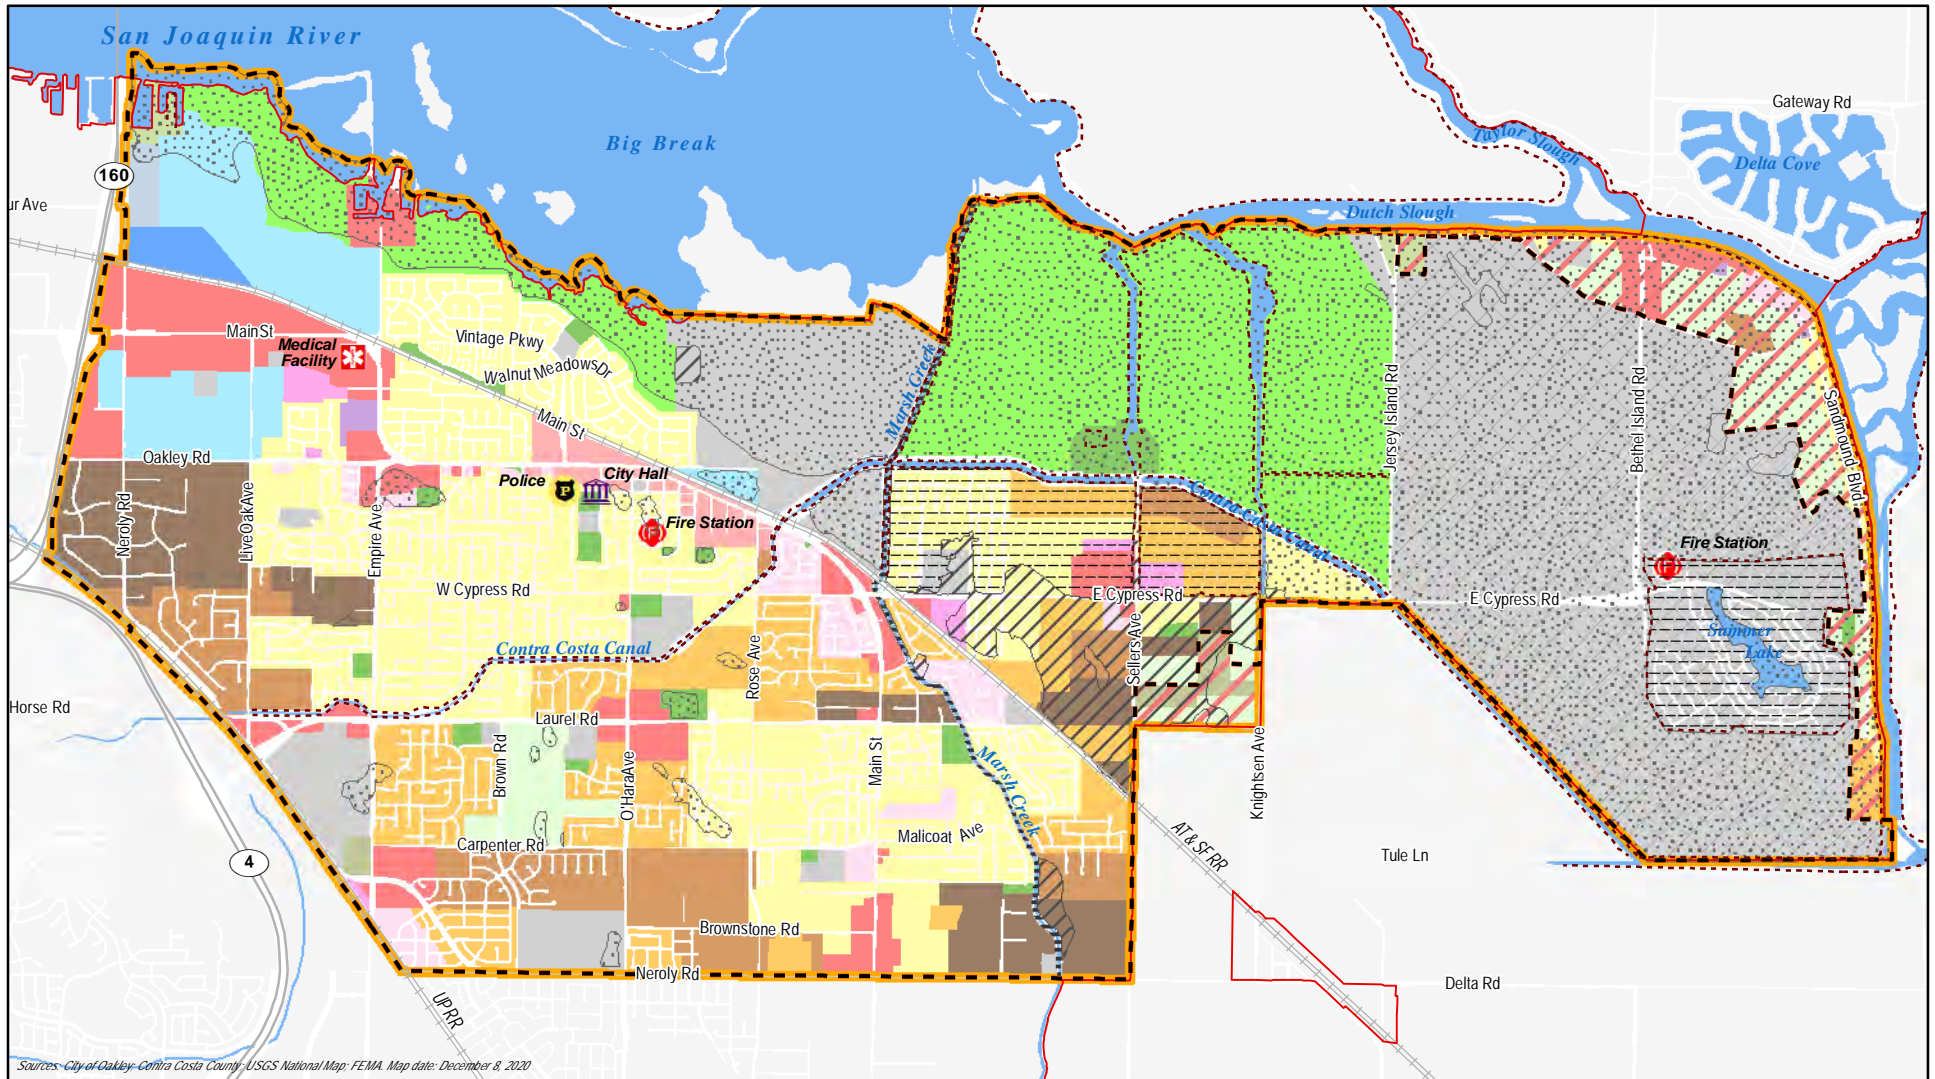 San Joaquin River
Gateway Rd
Taylor Slough
Big Break
Delta Cove
160
ur Ave
Dutch Slough
Main St
Medical
Facility
Vintage Pkwy
Walnut Meadows Dr
Marsh Creek
Jersey Island Rd
Bethel Island Rd
Sandmound Blvd
Main St
Oakley Rd
City Hall
Police
P
Neroly Rd
Live Oak Ave
Empire Ave
Fire Station
F
Contra Costa Canal
Fire Station
F
W Cypress Rd
E Cypress Rd
E Cypress Rd
Summer
Lake
Contra Costa Canal
Rose Ave
Sellers Ave
Horse Rd
Laurel Rd
Brown Rd
O'Hara Ave
Main St
Marsh Creek
Knightsen Ave
Malicoat Ave
Carpenter Rd
4
AT & SF RR
Tule Ln
Brownstone Rd
Neroly Rd
Delta Rd
UPRR
Sources: City of Oakley; Contra Costa County; USGS National Map; FEMA. Map date: December 8, 2020